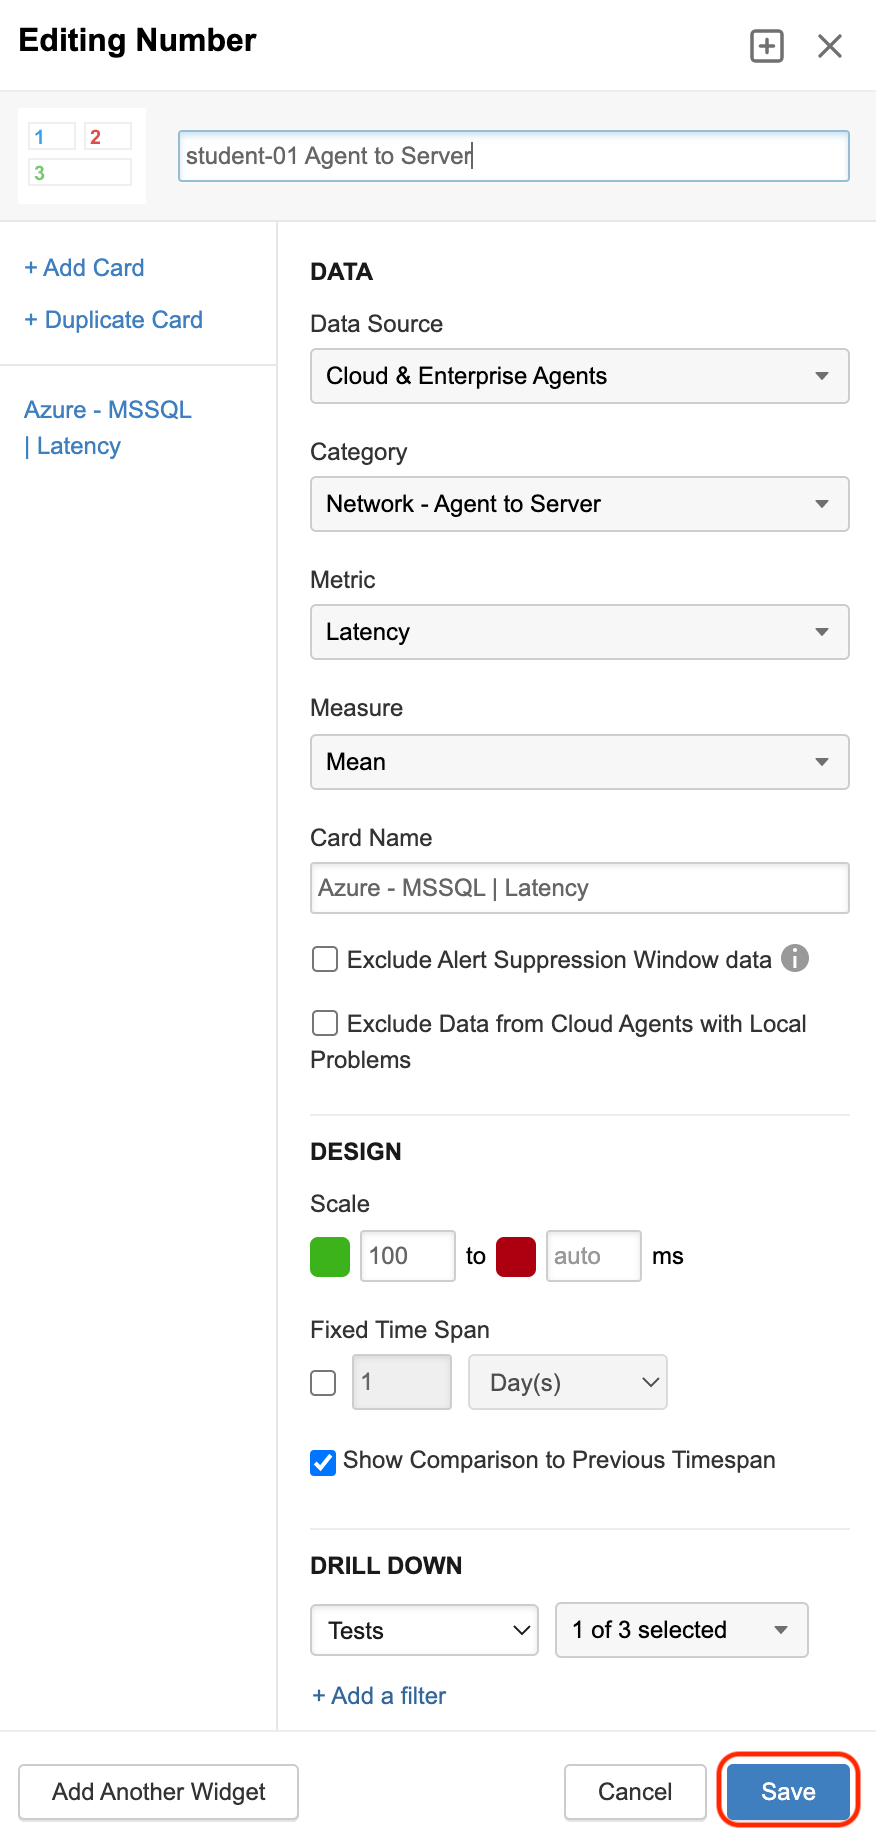 Editing Number
1 2
3
student-01 Agent to Server
+ Add Card
+ Duplicate Card
Azure - MSSQL
| Latency
DATA
Data Source
Cloud & Enterprise Agents
Category
Network - Agent to Server
Metric
Latency
Measure
Mean
Card Name
Azure - MSSQL | Latency
Exclude Alert Suppression Window data
Exclude Data from Cloud Agents with Local
Problems
DESIGN
Scale
100 to auto ms
Fixed Time Span
1 Day(s)
Show Comparison to Previous Timespan
DRILL DOWN
Tests 1 of 3 selected
+ Add a filter
Add Another Widget Cancel Save